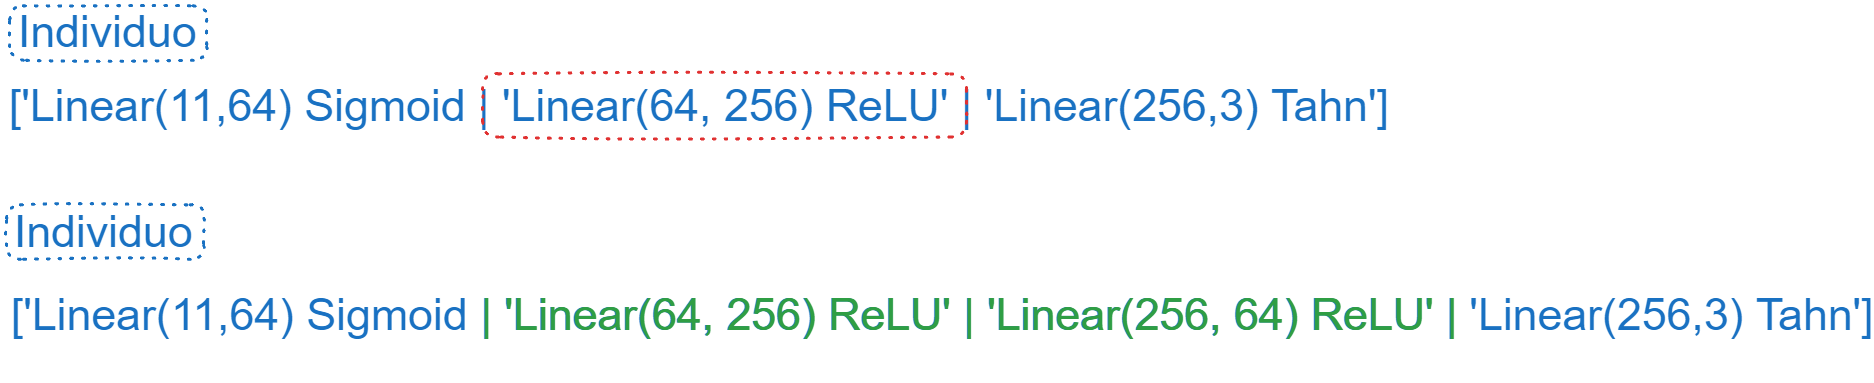 Individuo
['Linear(11,64) Sigmoid | 'Linear(64, 256) ReLU' | 'Linear(256,3) Tahn']
Individuo
['Linear(11,64) Sigmoid | 'Linear(64, 256) ReLU' | 'Linear(256, 64) ReLU' | 'Linear(256,3) Tahn']